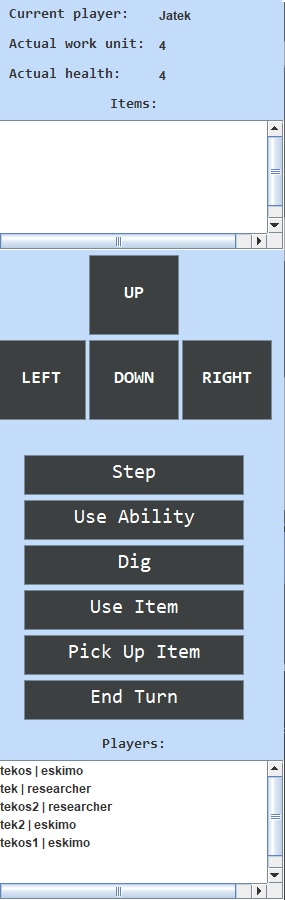 Current player: Jatek
Actual work unit: 4
Actual health: 4
Items:
UP
LEFT DOWN RIGHT
Step
Use Ability
Dig
Use Item
Pick Up Item
End Turn
Players:
tekos | eskimo
tek | researcher
tekos2 | researcher
tek2 | eskimo
tekos1 | eskimo